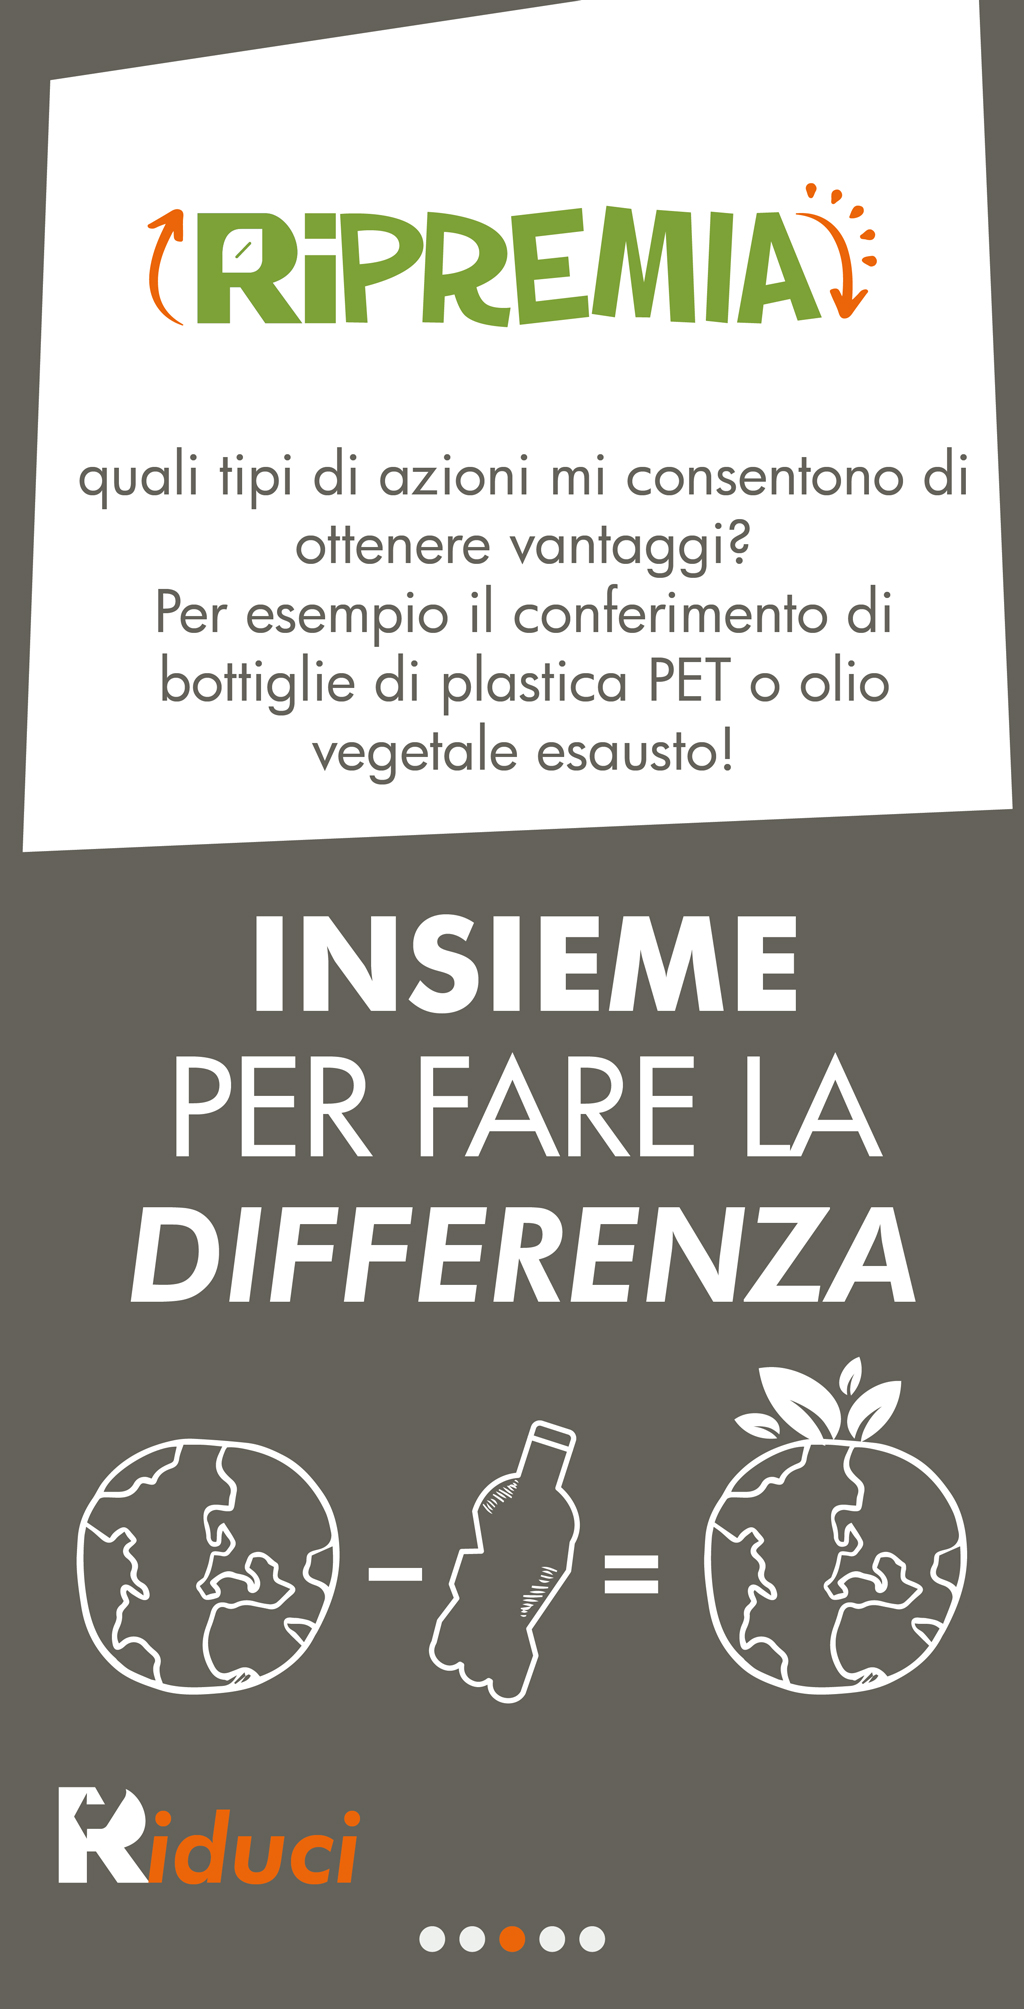 RiPREMIA
quali tipi di azioni mi consentono di
ottenere vantaggi?
Per esempio il conferimento di
bottiglie di plastica PET o olio
vegetale esausto!
INSIEME
PER FARE LA
DIFFERENZA
– =
Riduci